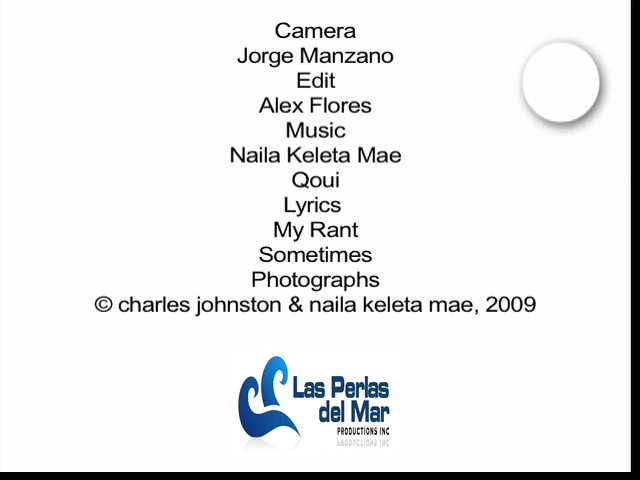 Camera
Jorge Manzano
Edit
Alex Flores
Music
Naila Keleta Mae
Qoui
Lyrics
My Rant
Sometimes
Photographs
© charles johnston & naila keleta mae, 2009
Las Perlas
del Mar
PRODUCTIONS INC